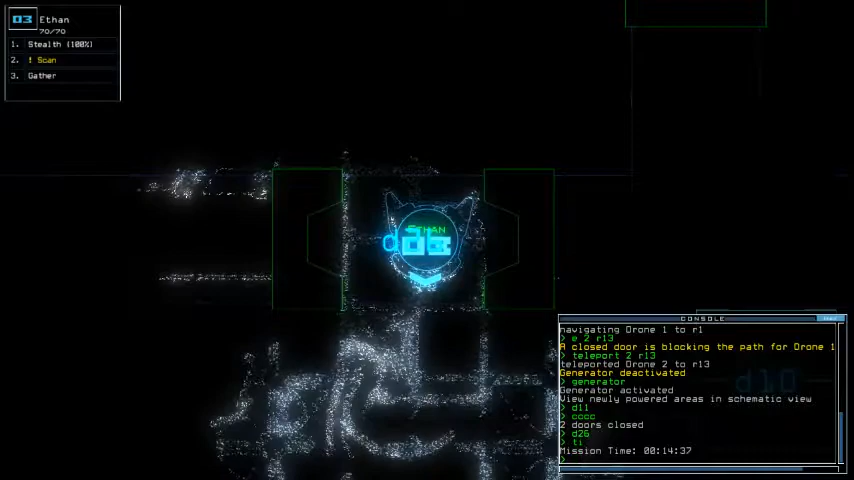 03 Ethan
70/70
1. Stealth (100%)
2. ! Scan
3. Gather
ETHAN
CONSOLE
navigating Drone 1 to r1
> e 2 r13
A closed door is blocking the path for Drone 1
> teleport 2 r13
teleported Drone 2 to r13
Generator deactivated
> generator
Generator activated
View newly powered areas in schematic view
> d11
> cccc
2 doors closed
> d26
> ti
Mission Time: 00:14:37
>
d10